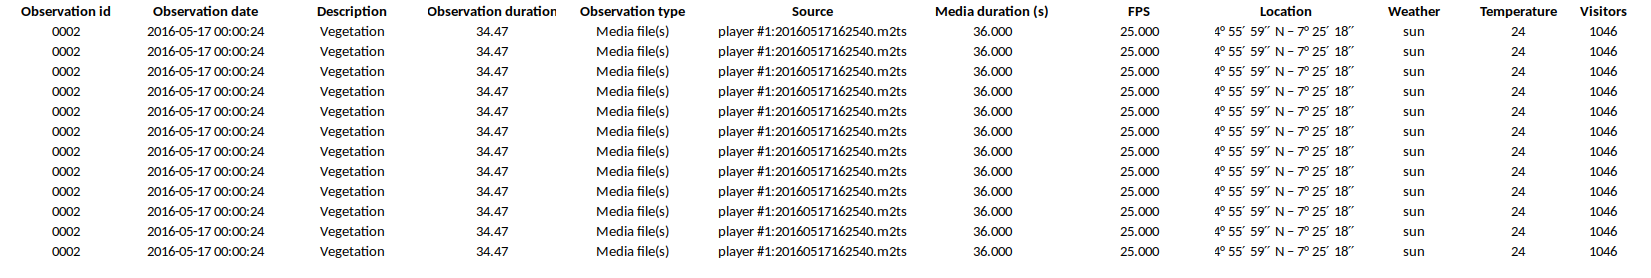 Observation id Observation date Description Observation duration Observation type Source Media duration (s) FPS Location Weather Temperature Visitors
0002 2016-05-17 00:00:24 Vegetation 34.47 Media file(s) player #1:20160517162540.m2ts 36.000 25.000 4° 55′ 59″ N – 7° 25′ 18″ sun 24 1046
0002 2016-05-17 00:00:24 Vegetation 34.47 Media file(s) player #1:20160517162540.m2ts 36.000 25.000 4° 55′ 59″ N – 7° 25′ 18″ sun 24 1046
0002 2016-05-17 00:00:24 Vegetation 34.47 Media file(s) player #1:20160517162540.m2ts 36.000 25.000 4° 55′ 59″ N – 7° 25′ 18″ sun 24 1046
0002 2016-05-17 00:00:24 Vegetation 34.47 Media file(s) player #1:20160517162540.m2ts 36.000 25.000 4° 55′ 59″ N – 7° 25′ 18″ sun 24 1046
0002 2016-05-17 00:00:24 Vegetation 34.47 Media file(s) player #1:20160517162540.m2ts 36.000 25.000 4° 55′ 59″ N – 7° 25′ 18″ sun 24 1046
0002 2016-05-17 00:00:24 Vegetation 34.47 Media file(s) player #1:20160517162540.m2ts 36.000 25.000 4° 55′ 59″ N – 7° 25′ 18″ sun 24 1046
0002 2016-05-17 00:00:24 Vegetation 34.47 Media file(s) player #1:20160517162540.m2ts 36.000 25.000 4° 55′ 59″ N – 7° 25′ 18″ sun 24 1046
0002 2016-05-17 00:00:24 Vegetation 34.47 Media file(s) player #1:20160517162540.m2ts 36.000 25.000 4° 55′ 59″ N – 7° 25′ 18″ sun 24 1046
0002 2016-05-17 00:00:24 Vegetation 34.47 Media file(s) player #1:20160517162540.m2ts 36.000 25.000 4° 55′ 59″ N – 7° 25′ 18″ sun 24 1046
0002 2016-05-17 00:00:24 Vegetation 34.47 Media file(s) player #1:20160517162540.m2ts 36.000 25.000 4° 55′ 59″ N – 7° 25′ 18″ sun 24 1046
0002 2016-05-17 00:00:24 Vegetation 34.47 Media file(s) player #1:20160517162540.m2ts 36.000 25.000 4° 55′ 59″ N – 7° 25′ 18″ sun 24 1046
0002 2016-05-17 00:00:24 Vegetation 34.47 Media file(s) player #1:20160517162540.m2ts 36.000 25.000 4° 55′ 59″ N – 7° 25′ 18″ sun 24 1046